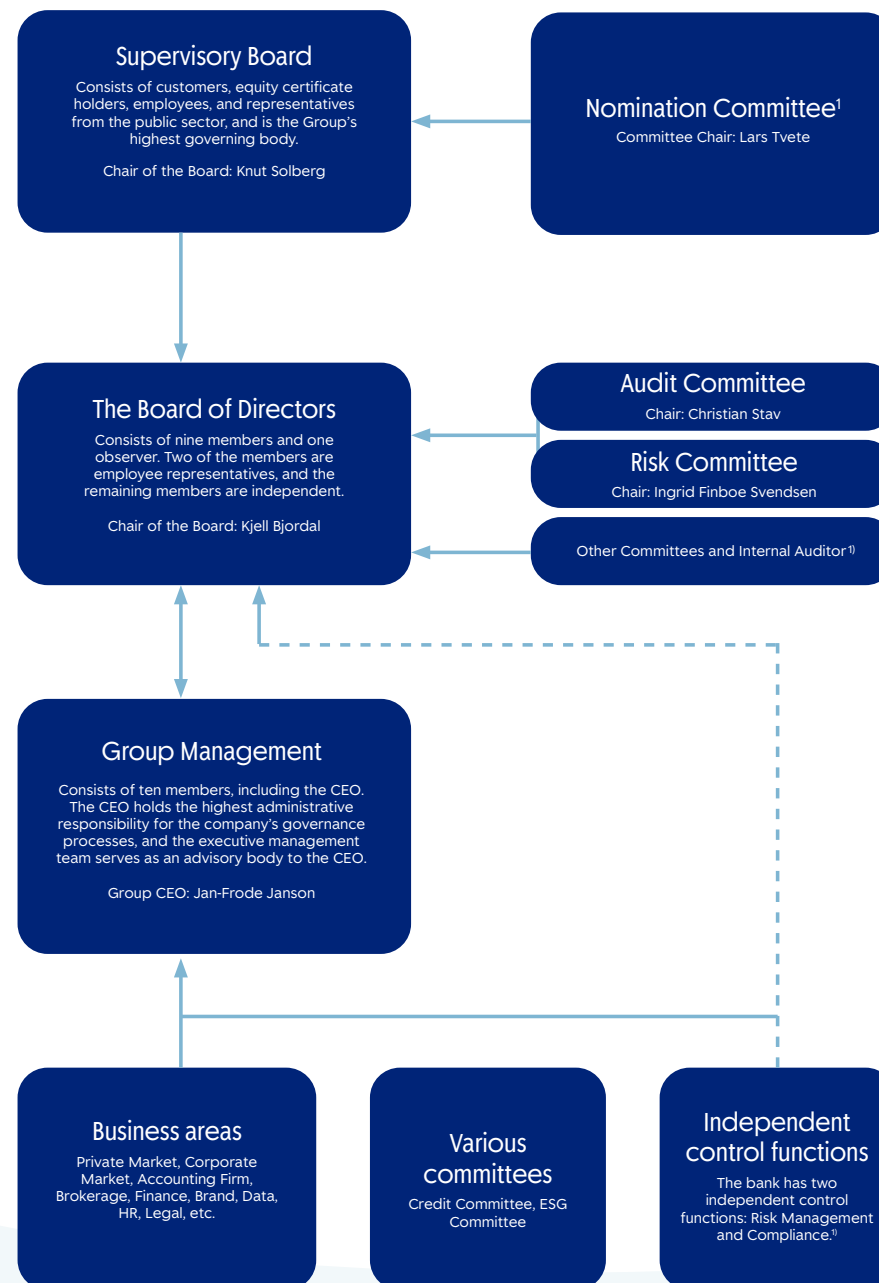 Supervisory Board
Consists of customers, equity certificate
holders, employees, and representatives
from the public sector, and is the Group's
highest governing body.
Chair of the Board: Knut Solberg
Nomination Committee¹
Committee Chair: Lars Tvete
The Board of Directors
Consists of nine members and one
observer. Two of the members are
employee representatives, and the
remaining members are independent.
Chair of the Board: Kjell Bjordal
Audit Committee
Chair: Christian Stav
Risk Committee
Chair: Ingrid Finboe Svendsen
Other Committees and Internal Auditor ¹⁾
Group Management
Consists of ten members, including the CEO.
The CEO holds the highest administrative
responsibility for the company's governance
processes, and the executive management
team serves as an advisory body to the CEO.
Group CEO: Jan-Frode Janson
Business areas
Private Market, Corporate
Market, Accounting Firm,
Brokerage, Finance, Brand, Data,
HR, Legal, etc.
Various
committees
Credit Committee, ESG
Committee
Independent
control functions
The bank has two
independent control
functions: Risk Management
and Compliance.¹⁾